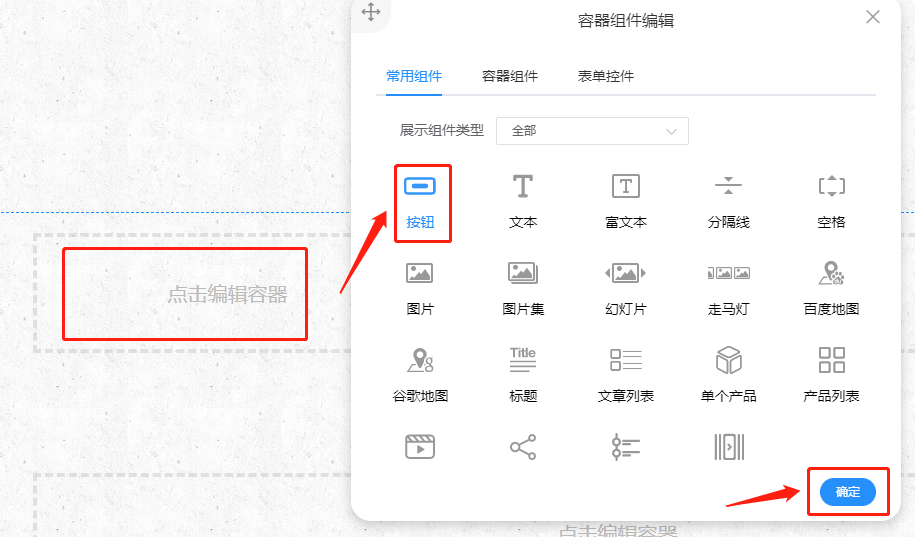 容器组件编辑
常用组件 容器组件 表单控件
展示组件类型 全部
按钮 文本 富文本 分隔线 空格
点击编辑容器
图片 图片集 幻灯片 走马灯 百度地图
Title
谷歌地图 标题 文章列表 单个产品 产品列表
确定
点击编辑容器